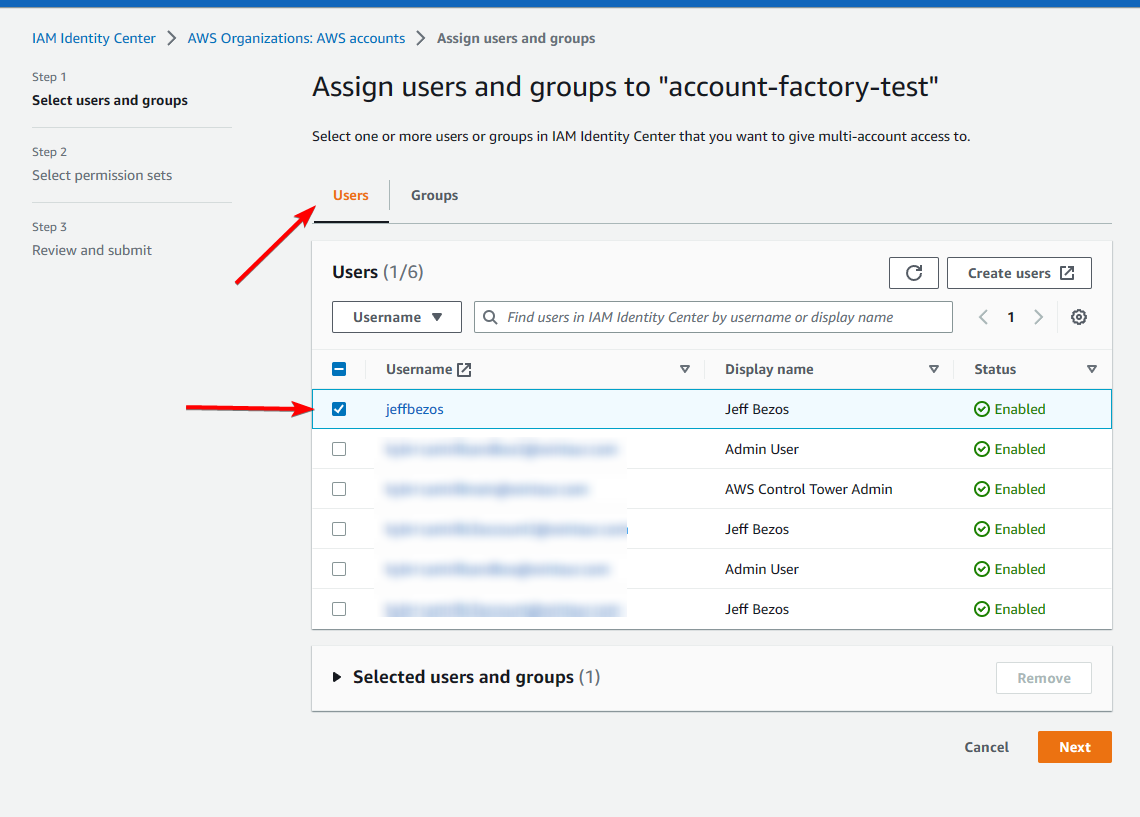 IAM Identity Center > AWS Organizations: AWS accounts > Assign users and groups
Step 1
Select users and groups
Step 2
Select permission sets
Step 3
Review and submit
Assign users and groups to "account-factory-test"
Select one or more users or groups in IAM Identity Center that you want to give multi-account access to.
Users Groups
Users (1/6)
Create users
Username Find users in IAM Identity Center by username or display name 1
Username Display name Status
jeffbezos Jeff Bezos Enabled
Admin User Enabled
AWS Control Tower Admin Enabled
Jeff Bezos Enabled
Admin User Enabled
Jeff Bezos Enabled
Selected users and groups (1) Remove
Cancel Next